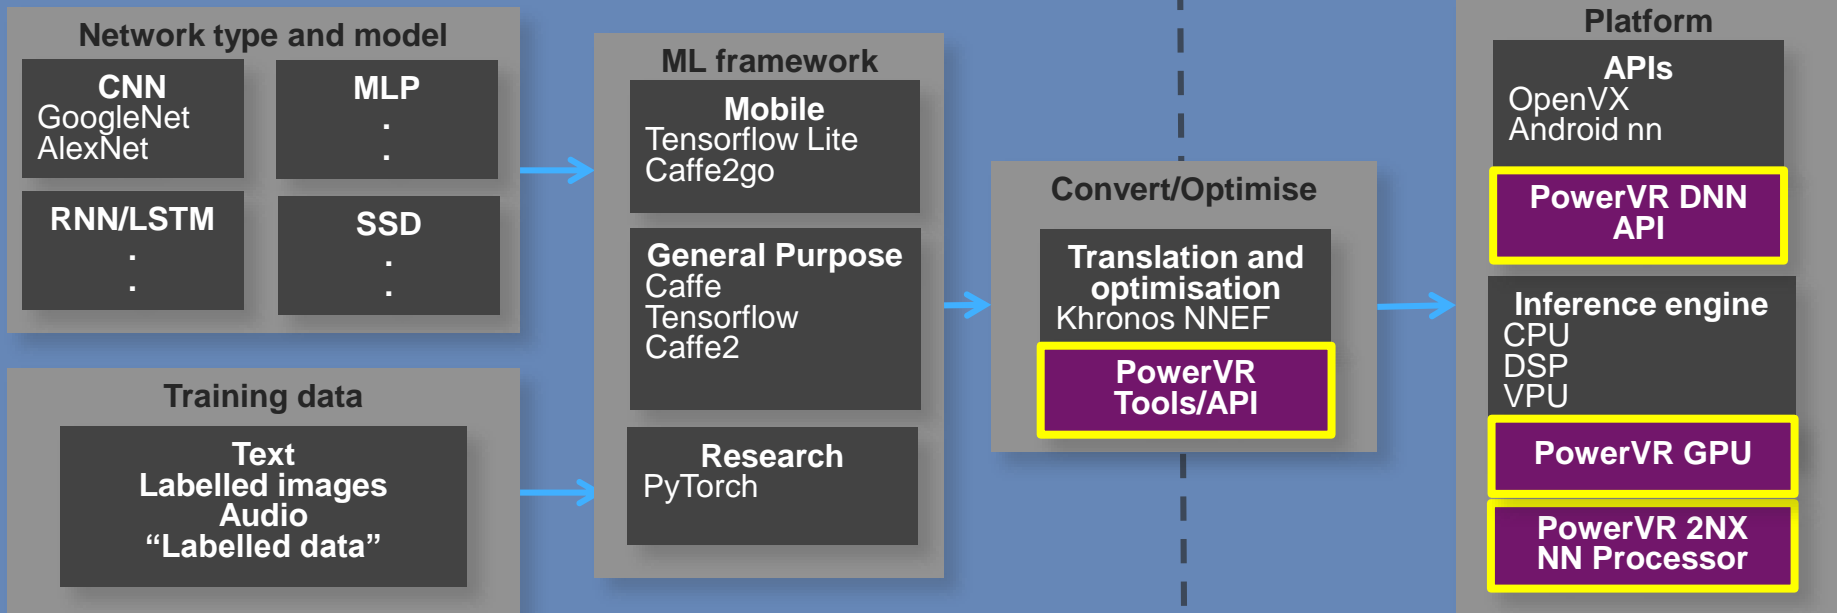 Network type and model
CNN
GoogleNet
AlexNet
MLP
.
.
RNN/LSTM
.
.
SSD
.
.
Training data
Text
Labelled images
Audio
“Labelled data”
ML framework
Mobile
Tensorflow Lite
Caffe2go
General Purpose
Caffe
Tensorflow
Caffe2
Research
PyTorch
Convert/Optimise
Translation and
optimisation
Khronos NNEF
PowerVR
Tools/API
Platform
APIs
OpenVX
Android nn
PowerVR DNN
API
Inference engine
CPU
DSP
VPU
PowerVR GPU
PowerVR 2NX
NN Processor